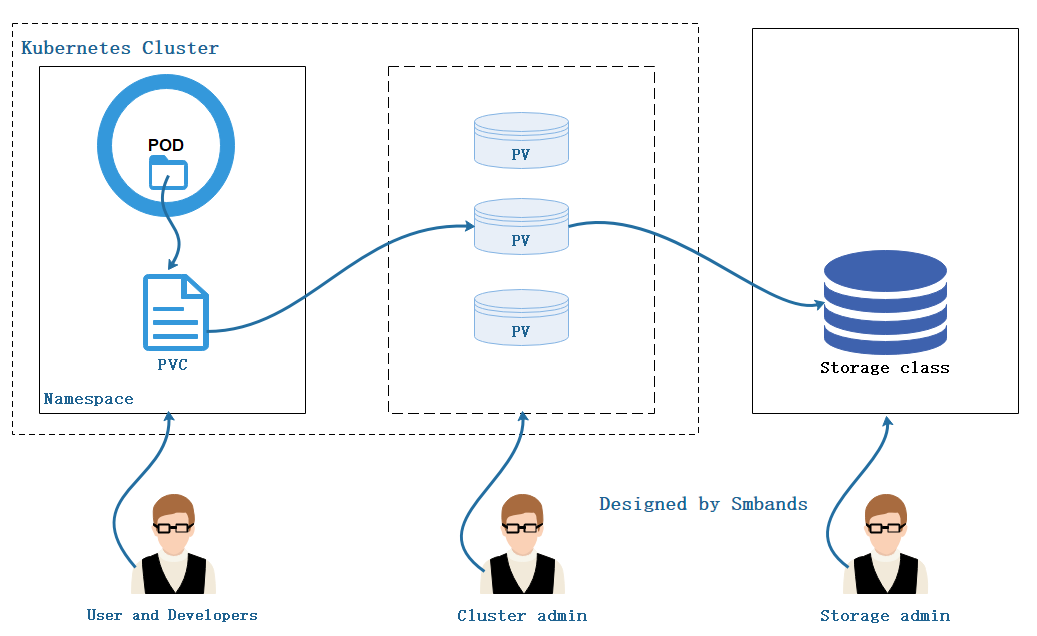 Kubernetes Cluster
POD
PVC
Namespace
PV
PV
PV
Storage class
Designed by Smbands
User and Developers
Cluster admin
Storage admin